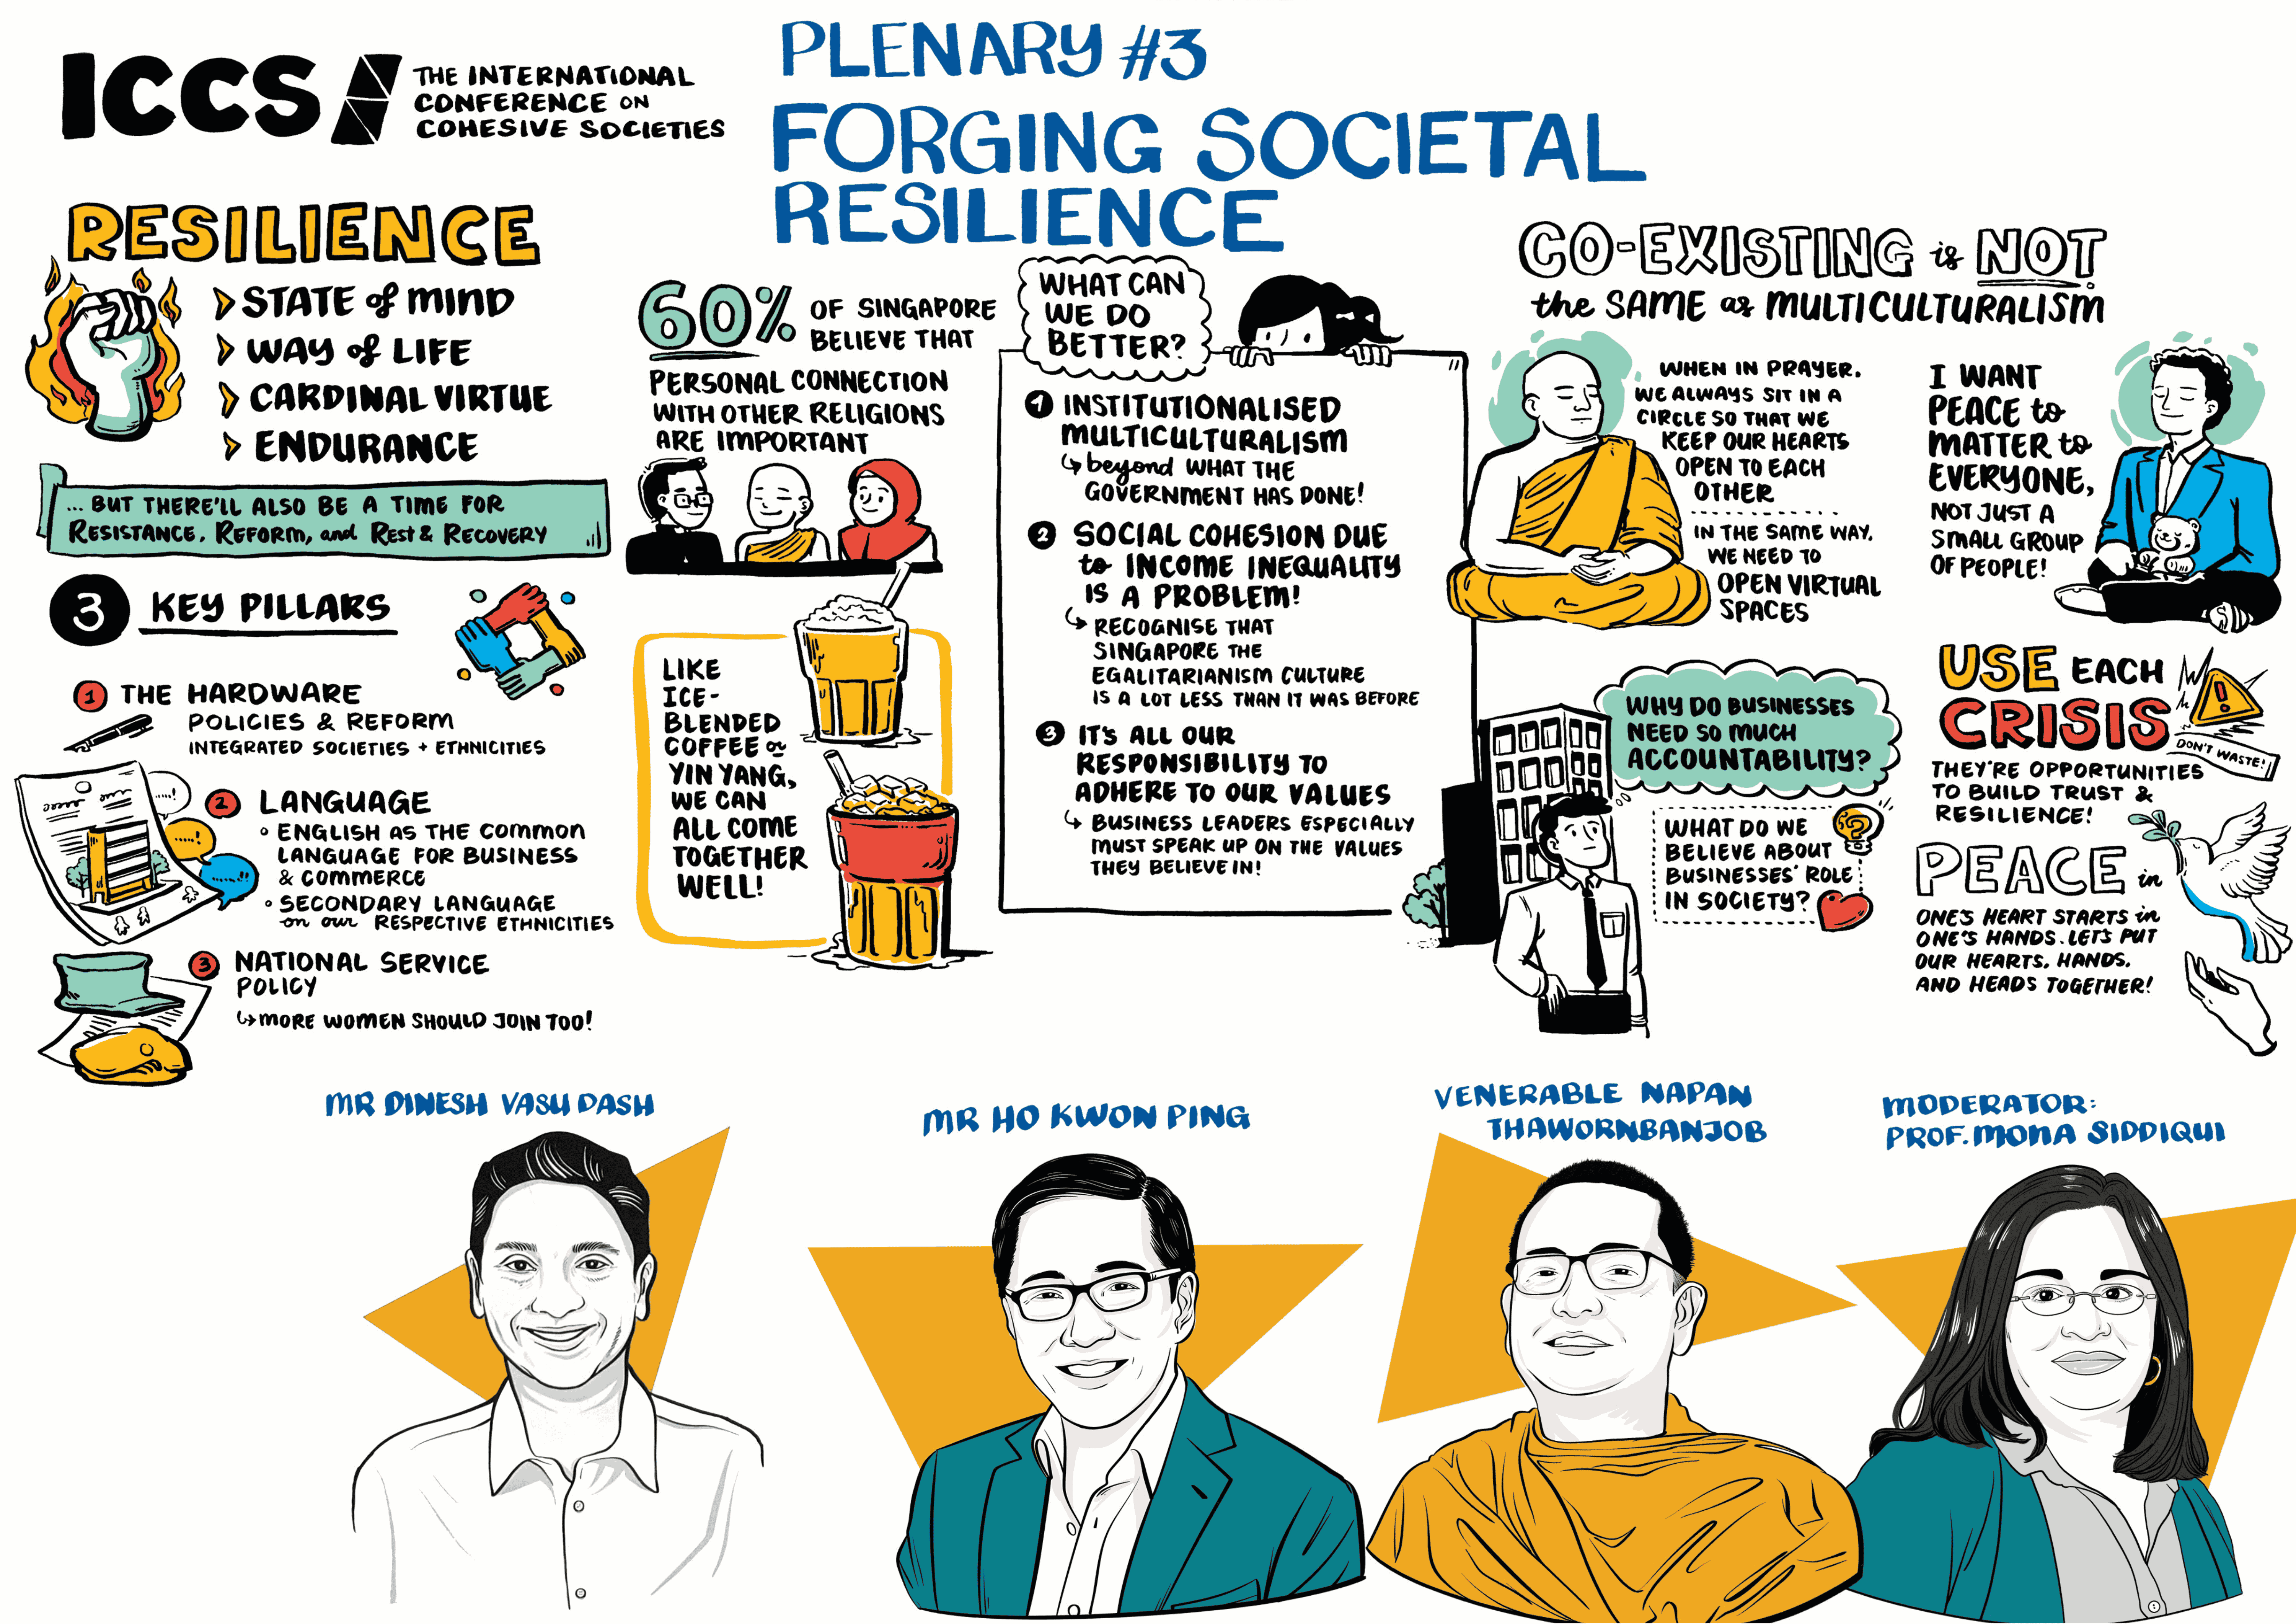 ICCS
THE INTERNATIONAL
CONFERENCE ON
COHESIVE SOCIETIES
PLENARY #3
FORGING SOCIETAL
RESILIENCE
RESILIENCE
STATE of MIND
WAY of LIFE
CARDINAL VIRTUE
ENDURANCE
... BUT THERE'LL ALSO BE A TIME FOR
RESISTANCE, REFORM, and REST & RECOVERY
3 KEY PILLARS
1 THE HARDWARE
POLICIES & REFORM
INTEGRATED SOCIETIES + ETHNICITIES
2 LANGUAGE
• ENGLISH AS THE COMMON
LANGUAGE FOR BUSINESS
& COMMERCE
• SECONDARY LANGUAGE
on our RESPECTIVE ETHNICITIES
3 NATIONAL SERVICE
POLICY
↳ MORE WOMEN SHOULD JOIN TOO!
60% OF SINGAPORE
BELIEVE THAT
PERSONAL CONNECTION
WITH OTHER RELIGIONS
ARE IMPORTANT
LIKE
ICE-
BLENDED
COFFEE or
YIN YANG,
WE CAN
ALL COME
TOGETHER
WELL!
WHAT CAN
WE DO
BETTER?
1 INSTITUTIONALISED
MULTICULTURALISM
↳ beyond WHAT THE
GOVERNMENT HAS DONE!
2 SOCIAL COHESION DUE
to INCOME INEQUALITY
IS A PROBLEM!
↳ RECOGNISE THAT
SINGAPORE THE
EGALITARIANISM CULTURE
IS A LOT LESS THAN IT WAS BEFORE
3 IT'S ALL OUR
RESPONSIBILITY TO
ADHERE TO OUR VALUES
↳ BUSINESS LEADERS ESPECIALLY
MUST SPEAK UP ON THE VALUES
THEY BELIEVE IN!
CO-EXISTING is NOT
the SAME as MULTICULTURALISM
WHEN IN PRAYER,
WE ALWAYS SIT IN A
CIRCLE SO THAT WE
KEEP OUR HEARTS
OPEN TO EACH
OTHER
IN THE SAME WAY,
WE NEED TO
OPEN VIRTUAL
SPACES
I WANT
PEACE to
MATTER to
EVERYONE,
NOT JUST A
SMALL GROUP
OF PEOPLE!
WHY DO BUSINESSES
NEED SO MUCH
ACCOUNTABILITY?
WHAT DO WE
BELIEVE ABOUT
BUSINESSES' ROLE
IN SOCIETY?
USE EACH
CRISIS
DON'T WASTE!
THEY'RE OPPORTUNITIES
TO BUILD TRUST &
RESILIENCE!
PEACE in
ONE'S HEART STARTS in
ONE'S HANDS. LET'S PUT
OUR HEARTS, HANDS,
AND HEADS TOGETHER!
MR DINESH VASU DASH
MR HO KWON PING
VENERABLE NAPAN
THAWORNBANJOB
MODERATOR:
PROF. MONA SIDDIQUI